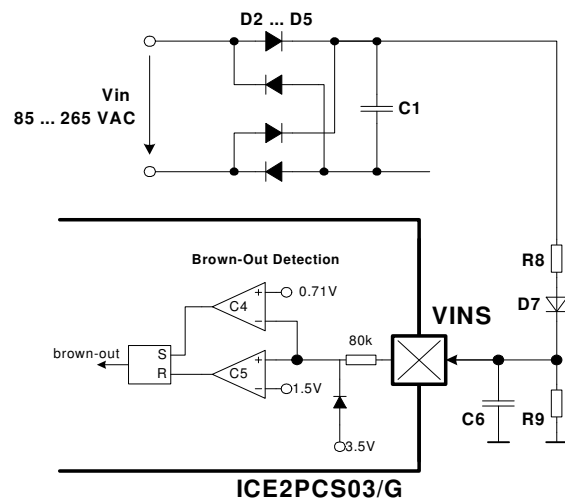 D2 ... D5
Vin
85 ... 265 VAC
C1
R8
Brown-Out Detection
D7
0.71V
C4
VINS
80k
brown-out
S
R
C5
1.5V
C6
R9
3.5V
ICE2PCS03/G